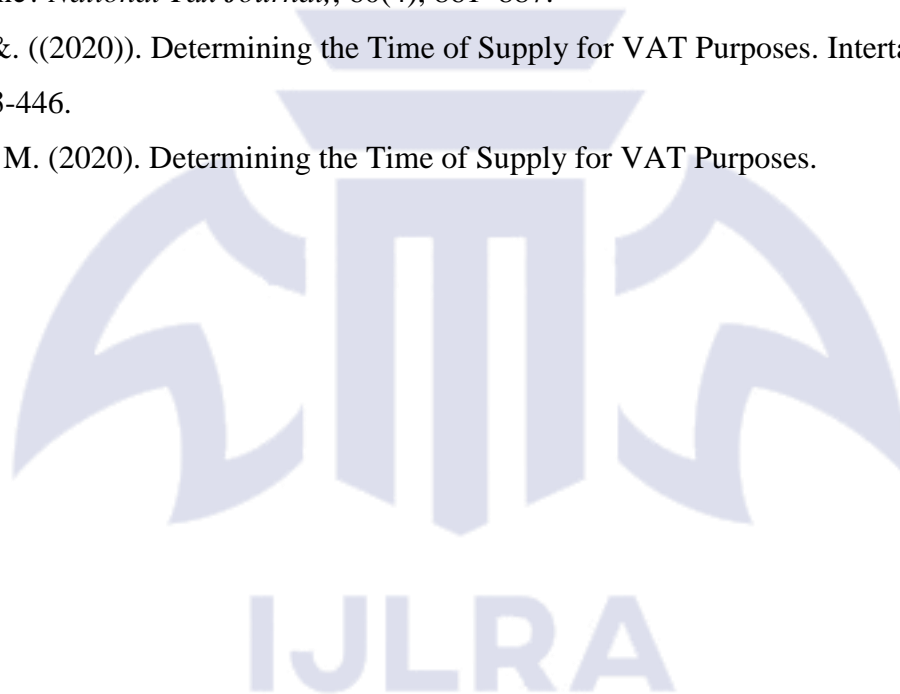 National Tax Journal,
&. ((2020)). Determining the Time of Supply for VAT Purposes.
-446.
M. (2020). Determining the Time of Supply for VAT Purposes.
IJLRA